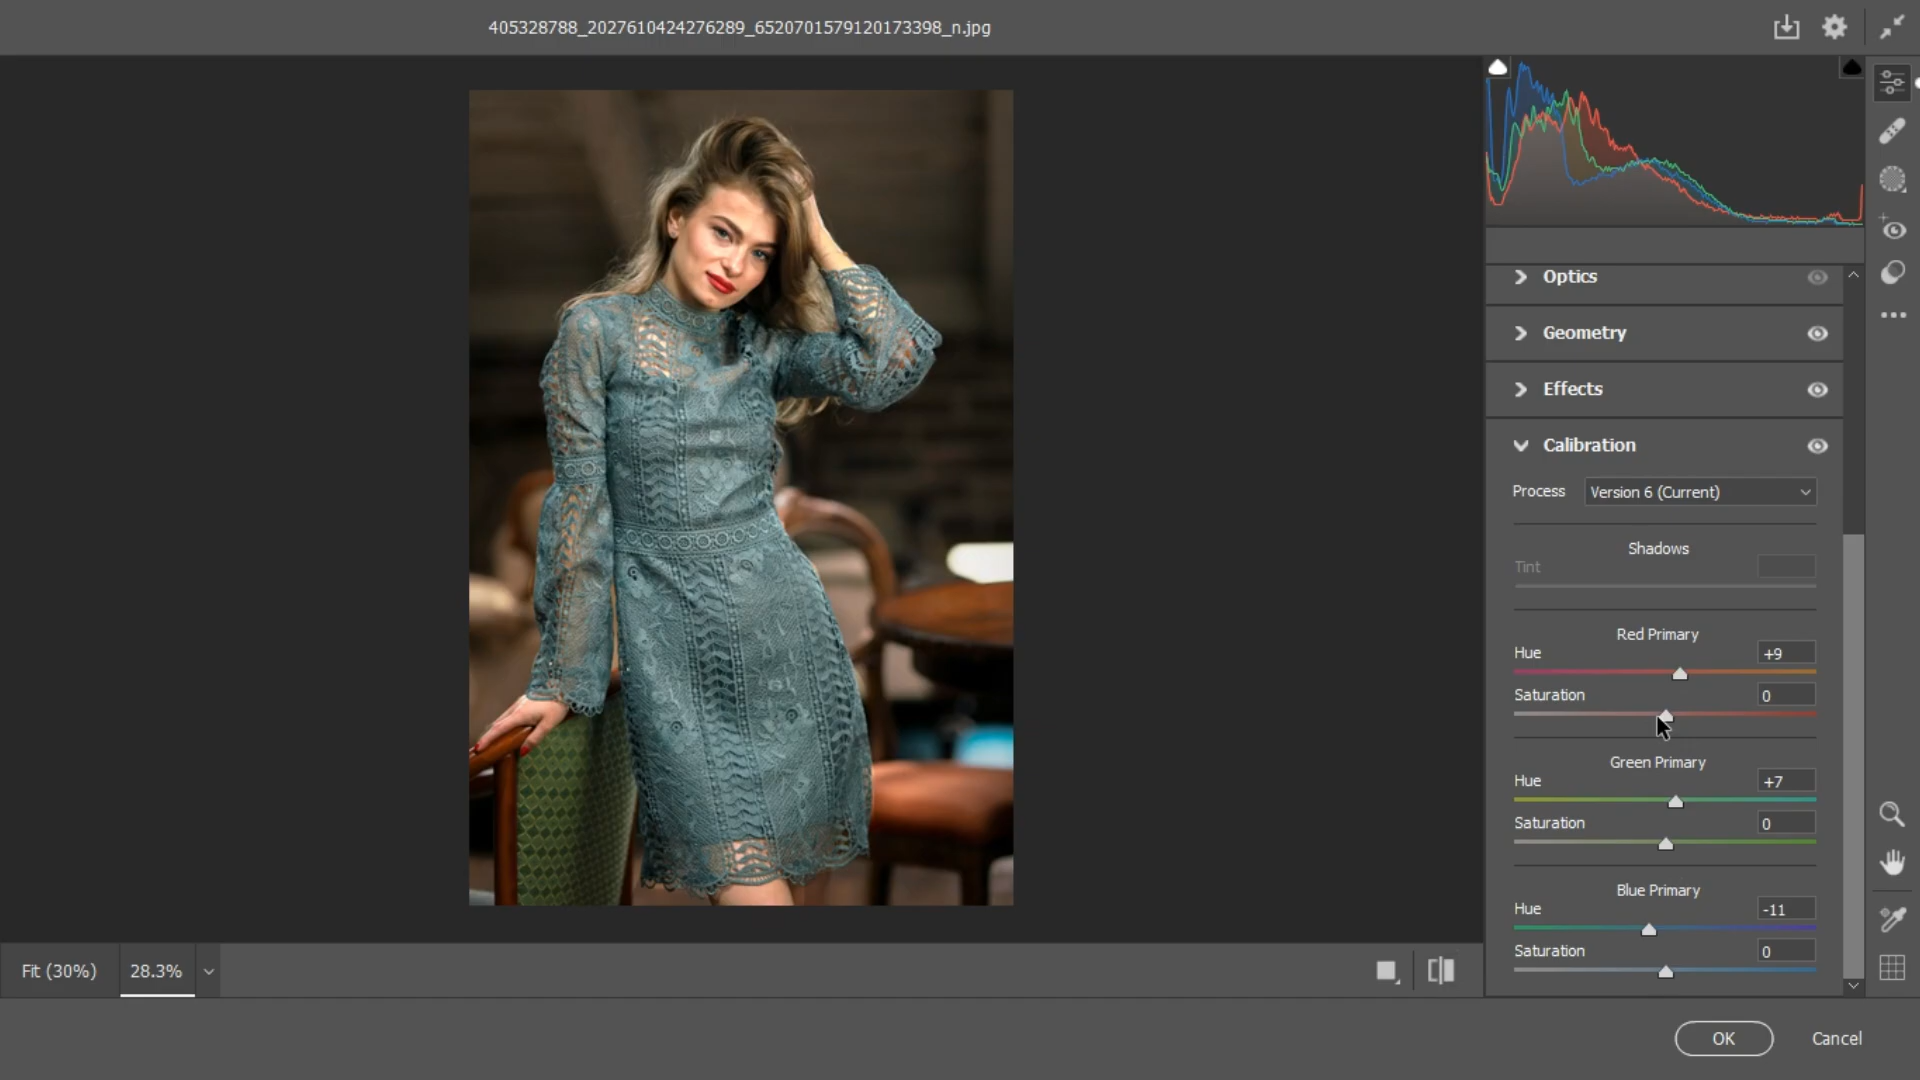 405328788_2027610424276289_6520701579120173398_n.jpg
Optics
Geometry
Effects
Calibration
Process Version 6 (Current)
Shadows
Tint
Red Primary
Hue +9
Saturation 0
Green Primary
Hue +7
Saturation 0
Blue Primary
Hue -11
Saturation 0
Fit (30%) 28.3%
OK Cancel